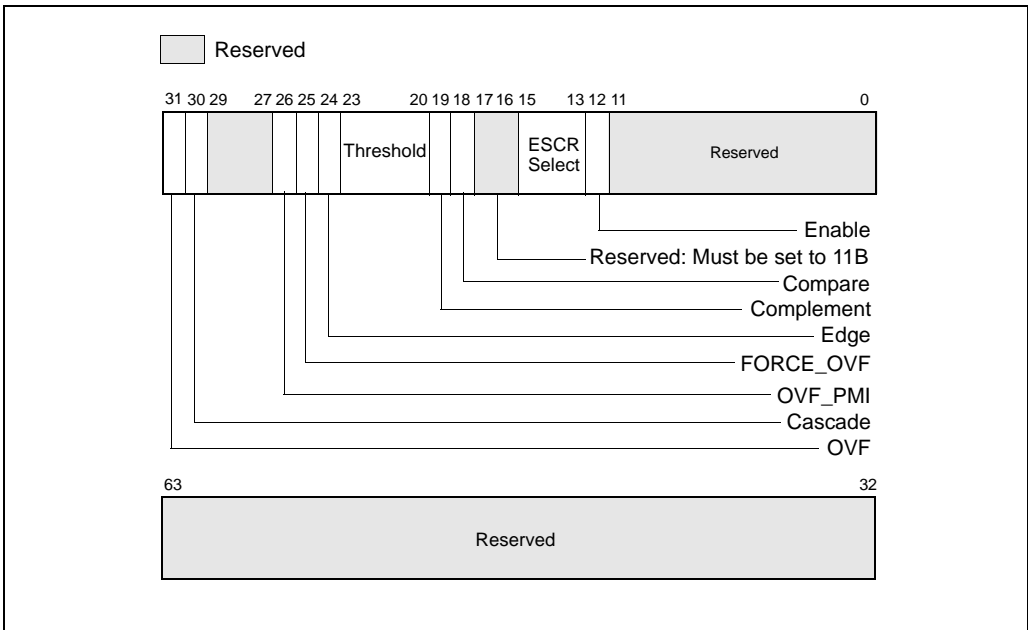 Reserved
31 30 29 27 26 25 24 23 20 19 18 17 16 15 13 12 11 0
Threshold
ESCR
Select
Reserved
Enable
Reserved: Must be set to 11B
Compare
Complement
Edge
FORCE_OVF
OVF_PMI
Cascade
OVF
63 32
Reserved